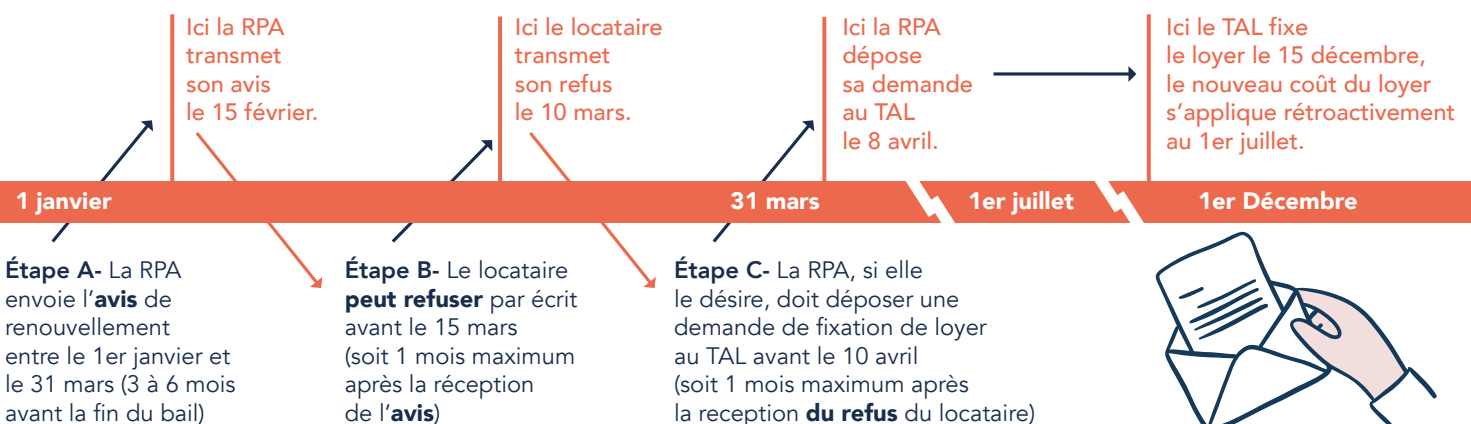 Ici la RPA
transmet
son avis
le 15 février.
Ici le locataire
transmet
son refus
le 10 mars.
Ici la RPA
dépose
sa demande
au TAL
le 8 avril.
Ici le TAL fixe
le loyer le 15 décembre,
le nouveau coût du loyer
s’applique rétroactivement
au 1er juillet.
1 janvier
31 mars
1er juillet
1er Décembre
Étape A- La RPA
envoie l’avis de
renouvellement
entre le 1er janvier et
le 31 mars (3 à 6 mois
avant la fin du bail)
Étape B- Le locataire
peut refuser par écrit
avant le 15 mars
(soit 1 mois maximum
après la réception
de l’avis)
Étape C- La RPA, si elle
le désire, doit déposer une
demande de fixation de loyer
au TAL avant le 10 avril
(soit 1 mois maximum après
la reception du refus du locataire)